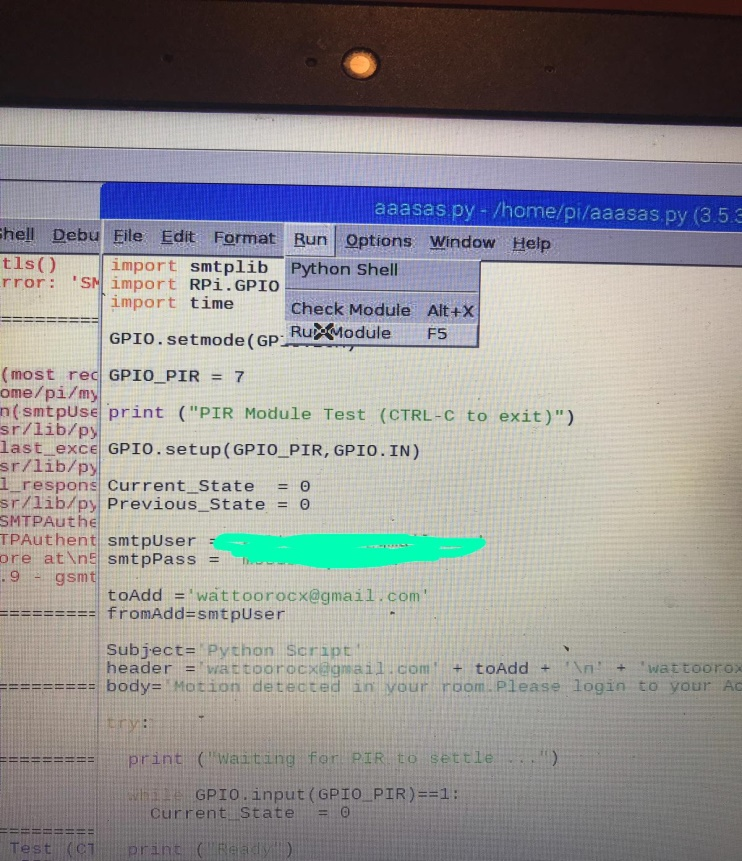 aaasas.py - /home/pi/aaasas.py (3.5.3
Shell Debu
File Edit Format Run Options Window Help
Python Shell
Check Module Alt+X
Run Module F5
tls()
rror: 'SM
=========
(most rec
ome/pi/my
n(smtpUse
sr/lib/py
last_exce
sr/lib/py
l_respons
sr/lib/py
SMTPAuthe
TPAuthent
ore at\n5
.9 - gsmt
=========
=========
=========
=========
Test (CT
import smtplib
import RPi.GPIO
import time
GPIO.setmode(GP
GPIO_PIR = 7
print ("PIR Module Test (CTRL-C to exit)")
GPIO.setup(GPIO_PIR,GPIO.IN)
Current_State = 0
Previous_State = 0
smtpUser =
smtpPass =
toAdd ='wattoorocx@gmail.com'
fromAdd=smtpUser
Subject='Python Script'
header ='wattoorocx@gmail.com' + toAdd + '\n' + 'wattoorox
body='Motion detected in your room.Please login to your Ac
try:
print ("Waiting for PIR to settle ...")
while GPIO.input(GPIO_PIR)==1:
Current_State = 0
print ("Ready")